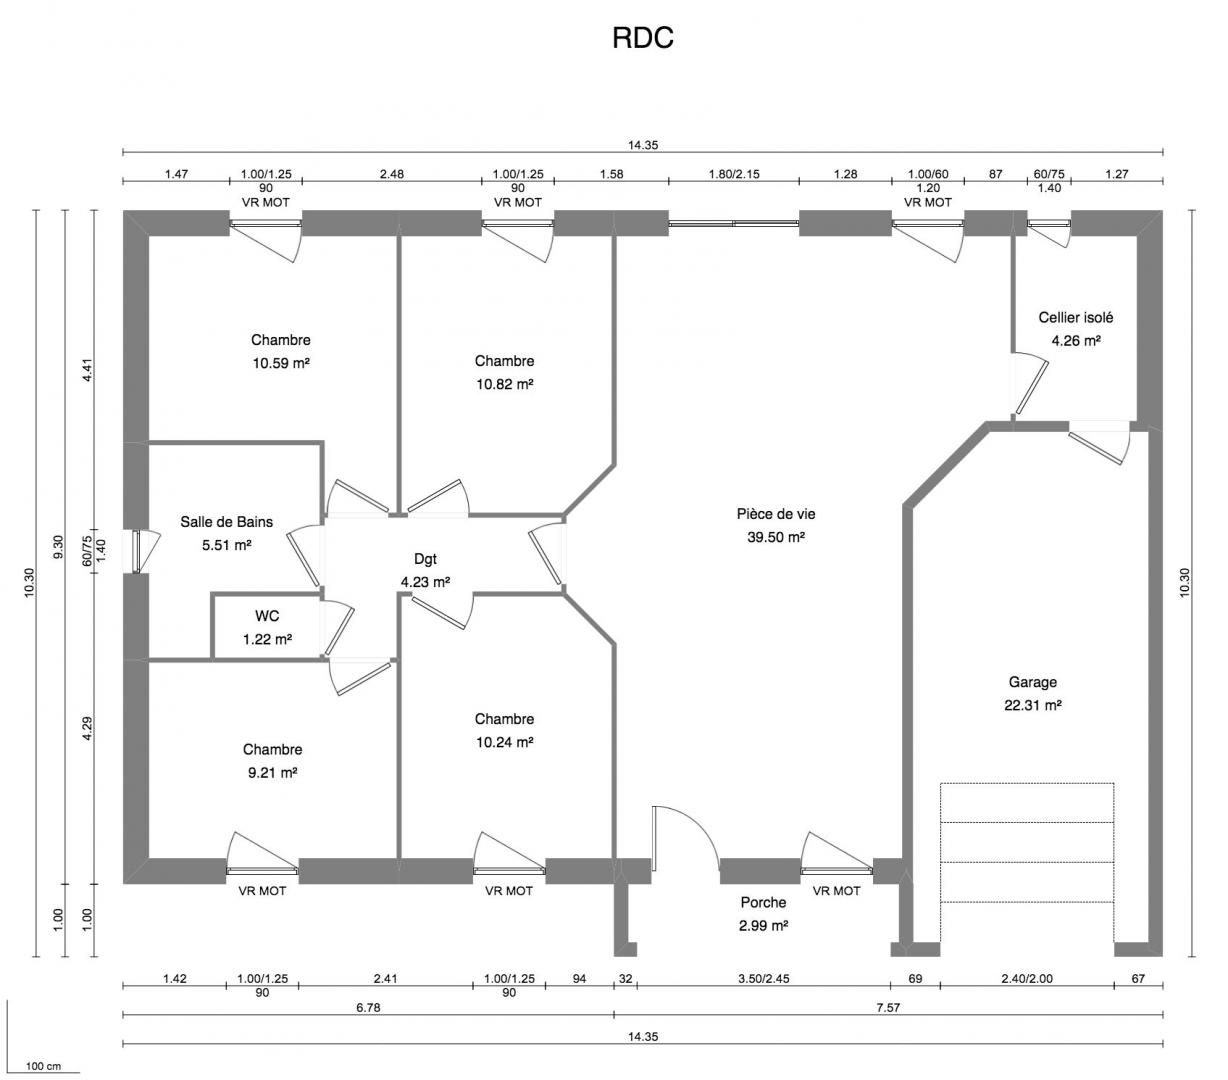 RDC
14.35
1.47 1.00/1.25 2.48 1.00/1.25 1.58 1.80/2.15 1.28 1.00/60 87 60/75 1.27
90 90 1.20 1.40
VR MOT VR MOT VR MOT
Cellier isolé
4.26 m²
Chambre
10.59 m²
Chambre
10.82 m²
4.41
Salle de Bains
5.51 m²
Pièce de vie
39.50 m²
60/75
1.40
9.30
10.30
10.30
Dgt
4.23 m²
WC
1.22 m²
Garage
22.31 m²
Chambre
10.24 m²
Chambre
9.21 m²
4.29
VR MOT VR MOT VR MOT
Porche
2.99 m²
1.00
1.00
1.42 1.00/1.25 2.41 1.00/1.25 94 32 3.50/2.45 69 2.40/2.00 67
90 90
6.78 7.57
14.35
100 cm